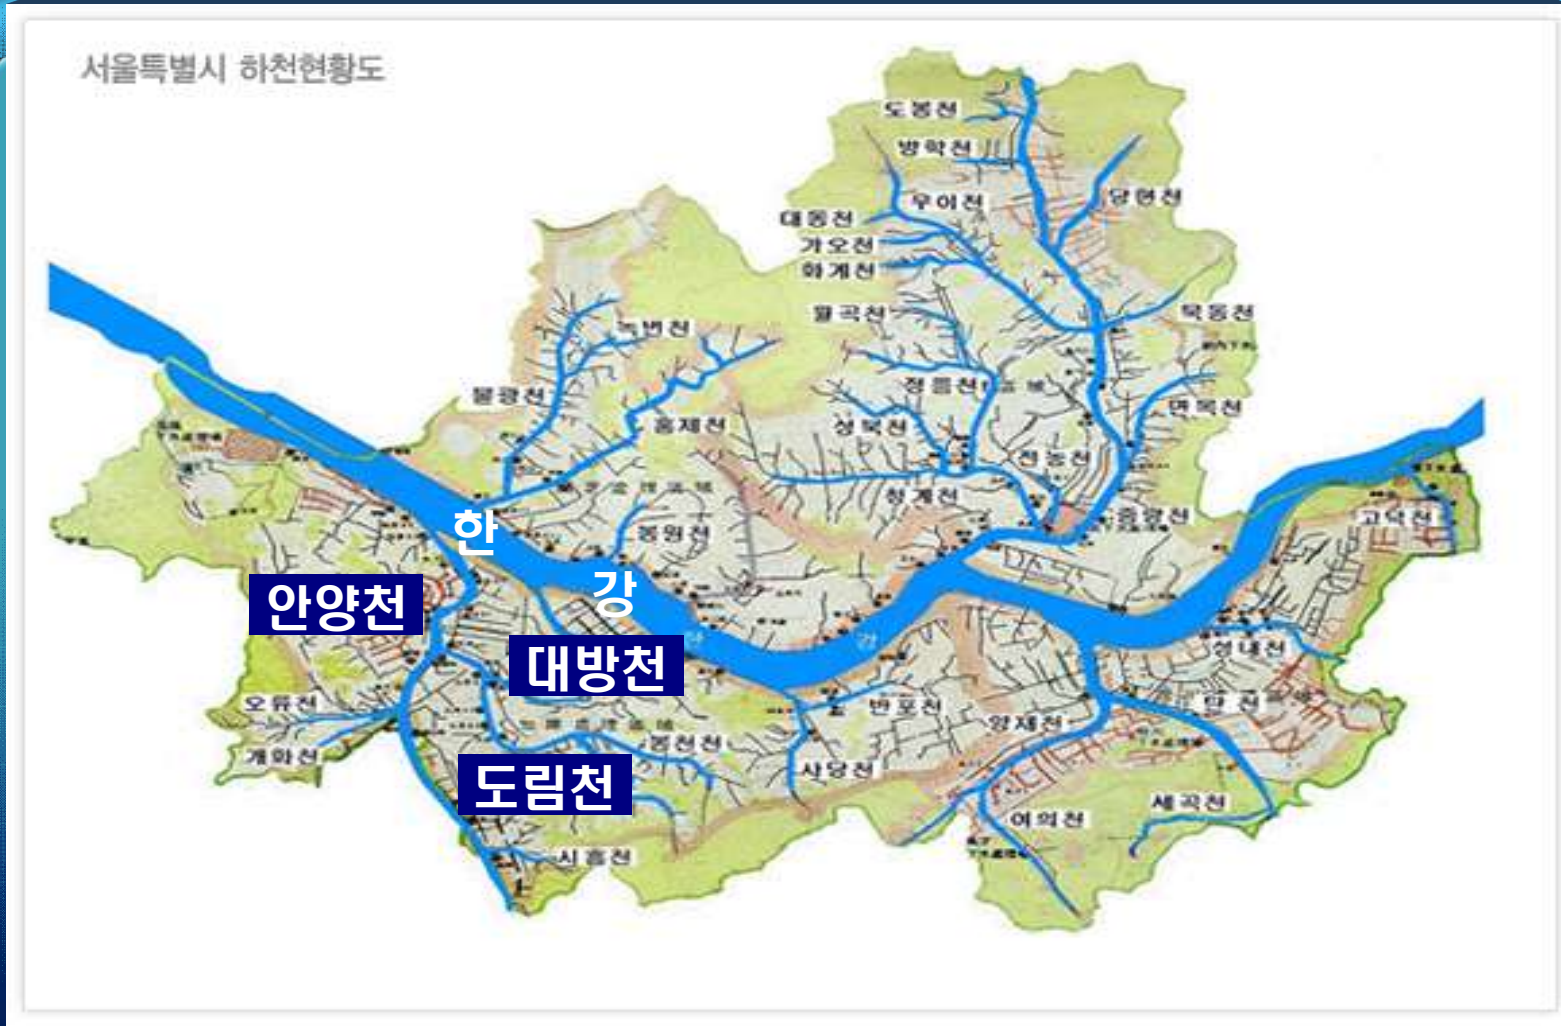 서울특별시 하천현황도
도봉천
방학천
우이천
당현천
대동천
가오천
화계천
월곡천
묵동천
녹번천
정릉천
불광천
면목천
홍제천
성북천
전농천
청계천
중랑천
고덕천
한
봉원천
강
안양천
대방천
성내천
오류천
반포천
양재천
탄천
개화천
봉천천
사당천
도림천
세곡천
여의천
시흥천